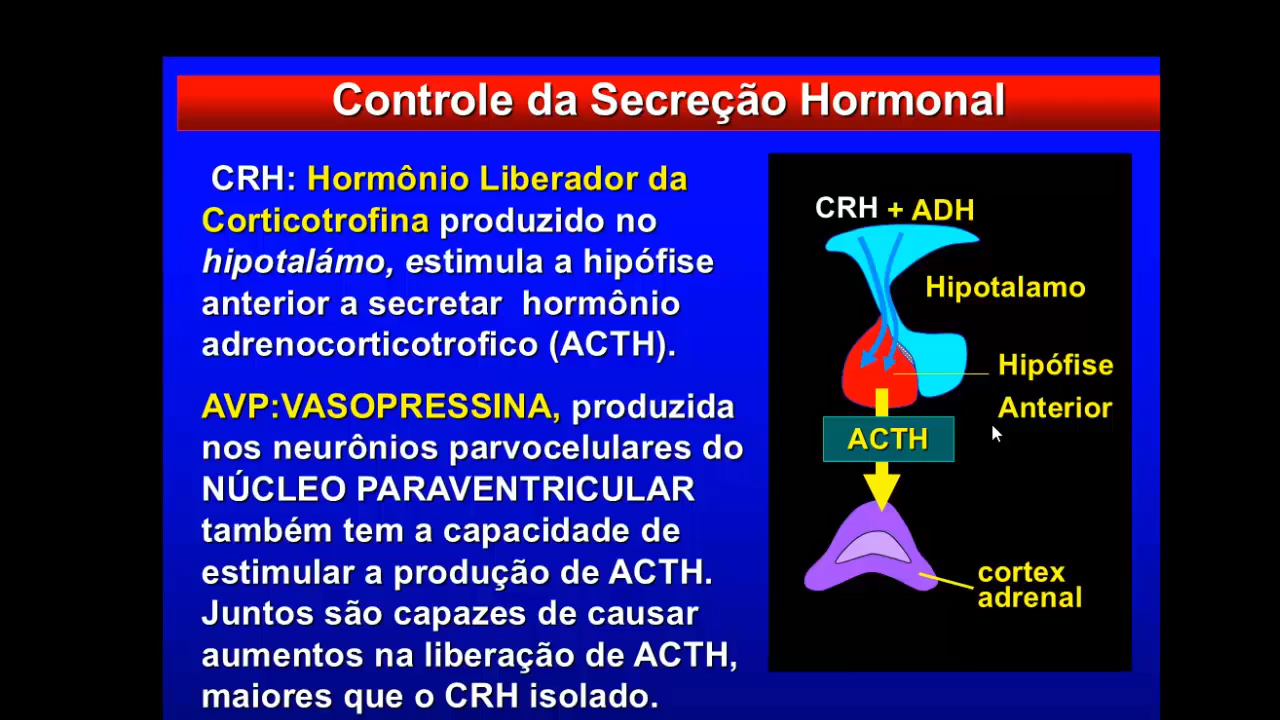 Controle da Secreção Hormonal
CRH: Hormônio Liberador da
Corticotrofina produzido no
hipotalámo, estimula a hipófise
anterior a secretar hormônio
adrenocorticotrofico (ACTH).
AVP:VASOPRESSINA, produzida
nos neurônios parvocelulares do
NÚCLEO PARAVENTRICULAR
também tem a capacidade de
estimular a produção de ACTH.
Juntos são capazes de causar
aumentos na liberação de ACTH,
maiores que o CRH isolado.
CRH + ADH
Hipotalamo
Hipófise
Anterior
ACTH
cortex
adrenal